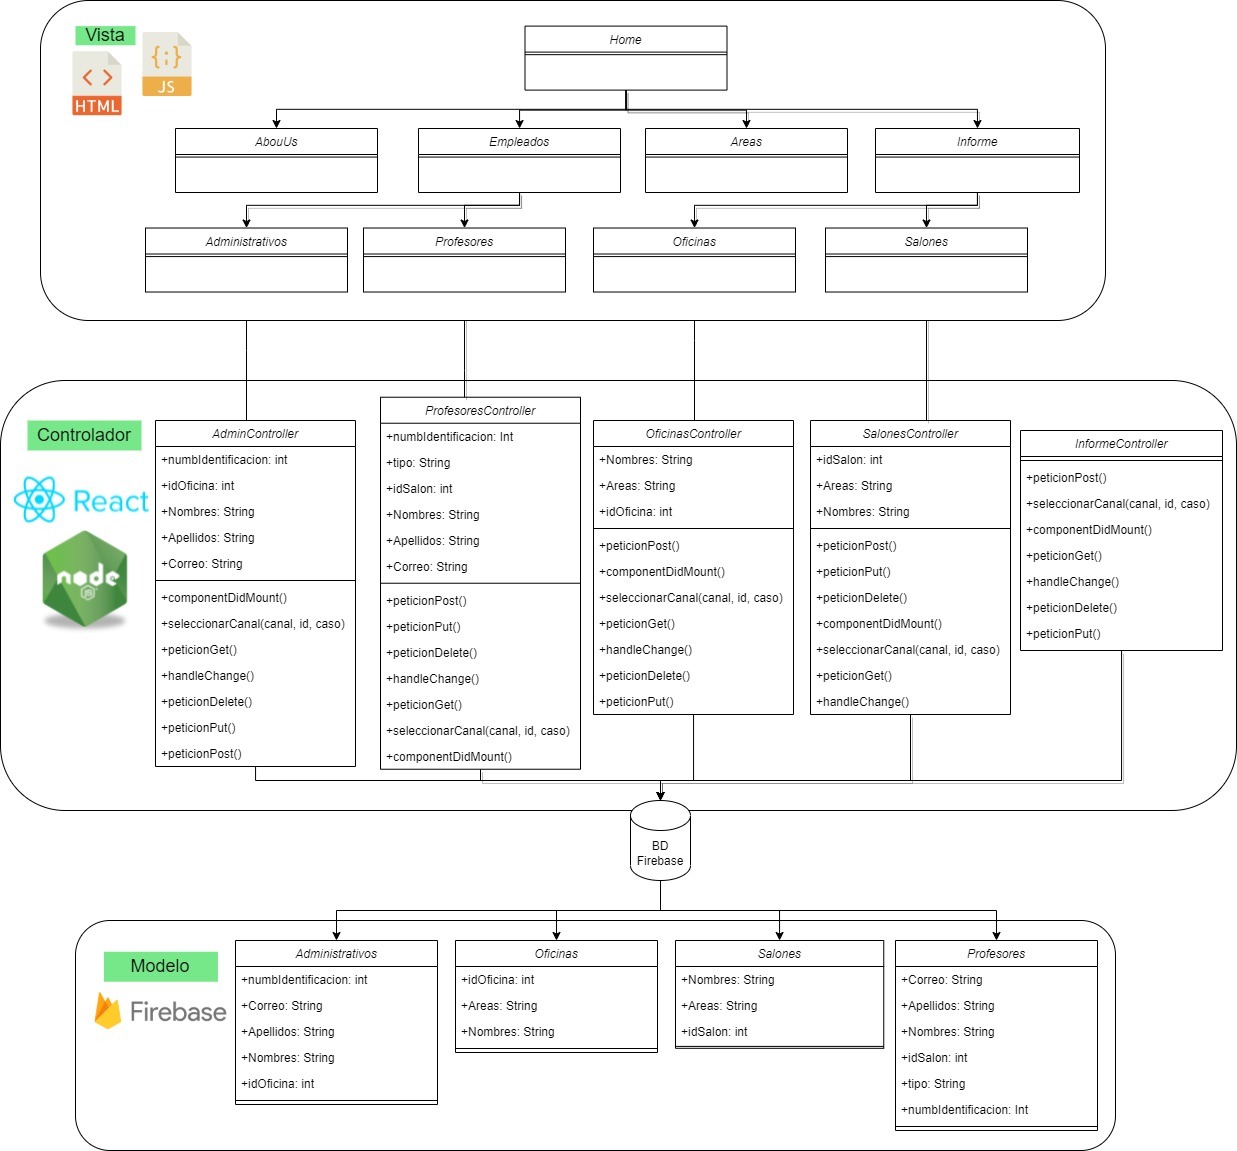 Vista
HTML
{;}
JS
Home
AbouUs
Empleados
Areas
Informe
Administrativos
Profesores
Oficinas
Salones
Controlador
React
node
JS
AdminController
+numbIdentificacion: int
+idOficina: int
+Nombres: String
+Apellidos: String
+Correo: String
+componentDidMount()
+seleccionarCanal(canal, id, caso)
+peticionGet()
+handleChange()
+peticionDelete()
+peticionPut()
+peticionPost()
ProfesoresController
+numbIdentificacion: Int
+tipo: String
+idSalon: int
+Nombres: String
+Apellidos: String
+Correo: String
+peticionPost()
+peticionPut()
+peticionDelete()
+handleChange()
+peticionGet()
+seleccionarCanal(canal, id, caso)
+componentDidMount()
OficinasController
+Nombres: String
+Areas: String
+idOficina: int
+peticionPost()
+componentDidMount()
+seleccionarCanal(canal, id, caso)
+peticionGet()
+handleChange()
+peticionDelete()
+peticionPut()
SalonesController
+idSalon: int
+Areas: String
+Nombres: String
+peticionPost()
+peticionPut()
+peticionDelete()
+componentDidMount()
+seleccionarCanal(canal, id, caso)
+peticionGet()
+handleChange()
InformeController
+peticionPost()
+seleccionarCanal(canal, id, caso)
+componentDidMount()
+peticionGet()
+handleChange()
+peticionDelete()
+peticionPut()
BD
Firebase
Modelo
Firebase
Administrativos
+numbIdentificacion: int
+Correo: String
+Apellidos: String
+Nombres: String
+idOficina: int
Oficinas
+idOficina: int
+Areas: String
+Nombres: String
Salones
+Nombres: String
+Areas: String
+idSalon: int
Profesores
+Correo: String
+Apellidos: String
+Nombres: String
+idSalon: int
+tipo: String
+numbIdentificacion: Int